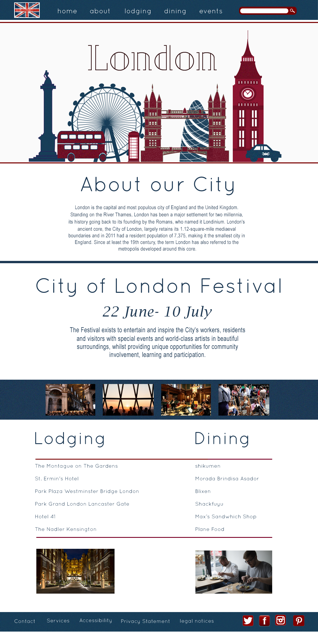 home about lodging dining events
London
About our City
London is the capital and most populous city of England and the United Kingdom.
Standing on the River Thames, London has been a major settlement for two millennia,
its history going back to its founding by the Romans, who named it Londinium. London's
ancient core, the City of London, largely retains its 1.12-square-mile mediaeval
boundaries and in 2011 had a resident population of 7,375, making it the smallest city in
England. Since at least the 19th century, the term London has also referred to the
metropolis developed around this core.
City of London Festival
22 June- 10 July
The Festival exists to entertain and inspire the City's workers, residents
and visitors with special events and world-class artists in beautiful
surroundings, whilst providing unique opportunities for community
involvement, learning and participation.
Lodging
The Montague on The Gardens
St. Ermin's Hotel
Park Plaza Westminster Bridge London
Park Grand London Lancaster Gate
Hotel 41
The Nadler Kensington
Dining
shikumen
Morada Brindisa Asador
Blixen
Shackfuyu
Max's Sandwhich Shop
Plane Food
Contact Services Accessibility Privacy Statement legal notices